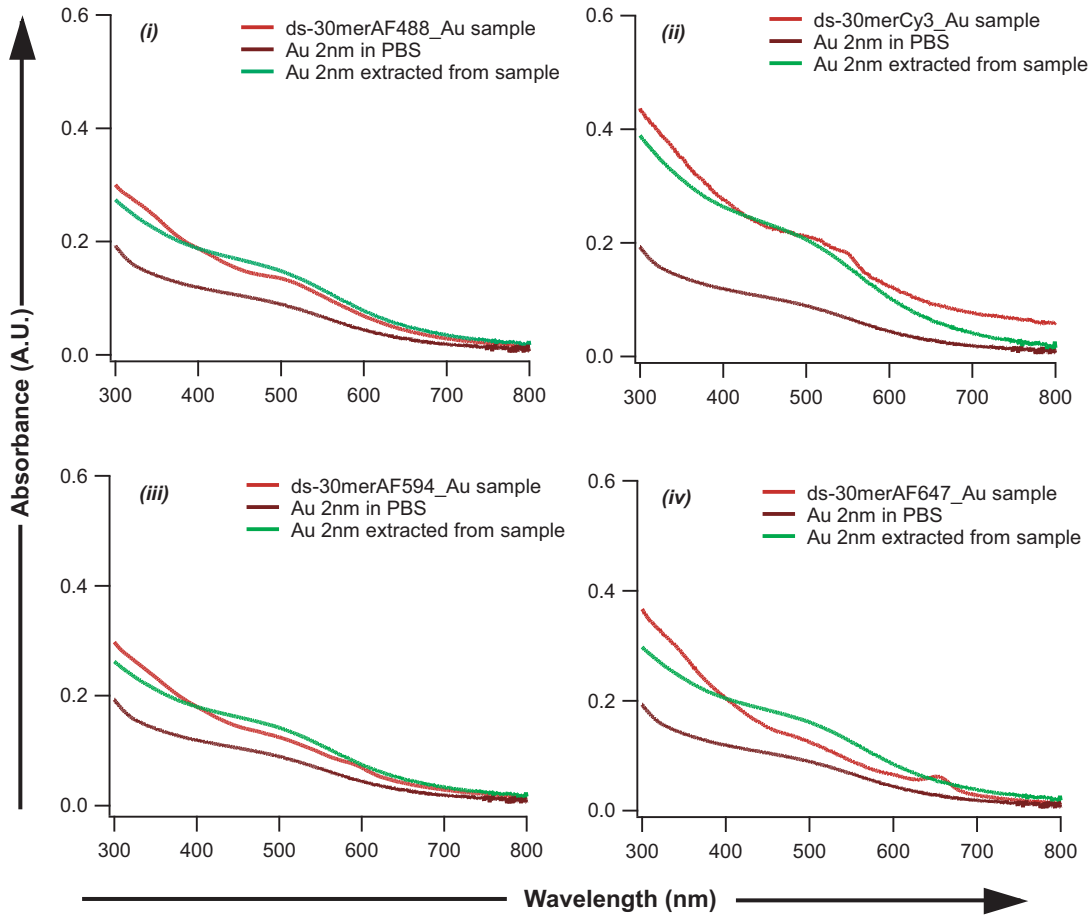 Absorbance (A.U.)
(i)
ds-30merAF488_Au sample
Au 2nm in PBS
Au 2nm extracted from sample
0.6
0.4
0.2
0.0
300 400 500 600 700 800
(ii)
ds-30merCy3_Au sample
Au 2nm in PBS
Au 2nm extracted from sample
0.6
0.4
0.2
0.0
300 400 500 600 700 800
(iii)
ds-30merAF594_Au sample
Au 2nm in PBS
Au 2nm extracted from sample
0.6
0.4
0.2
0.0
300 400 500 600 700 800
(iv)
ds-30merAF647_Au sample
Au 2nm in PBS
Au 2nm extracted from sample
0.6
0.4
0.2
0.0
300 400 500 600 700 800
Wavelength (nm)